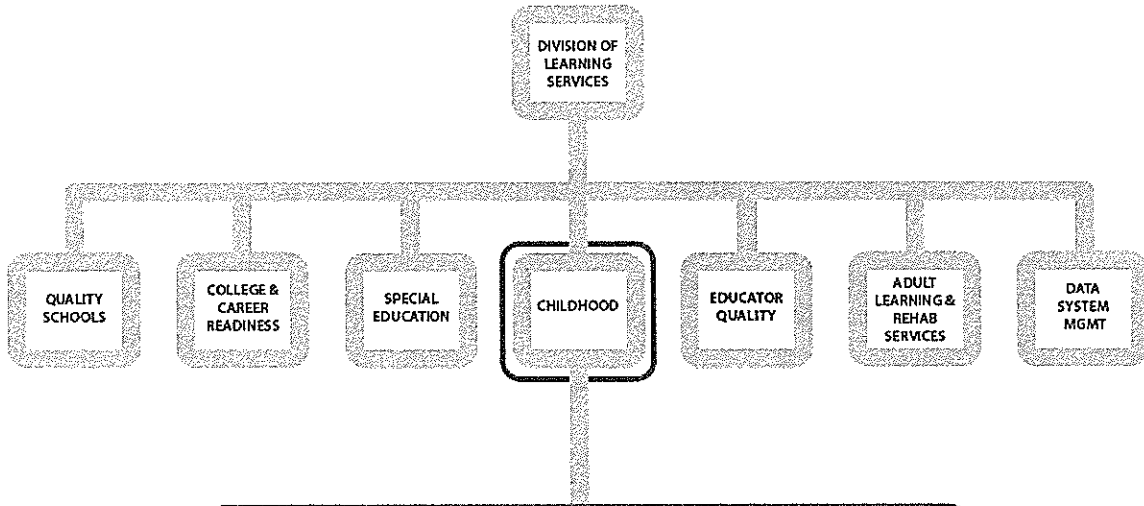 DIVISION OF
LEARNING
SERVICES
QUALITY
SCHOOLS
COLLEGE &
CAREER
READINESS
SPECIAL
EDUCATION
CHILDHOOD
EDUCATOR
QUALITY
ADULT
LEARNING &
REHAB
SERVICES
DATA
SYSTEM
MGMT